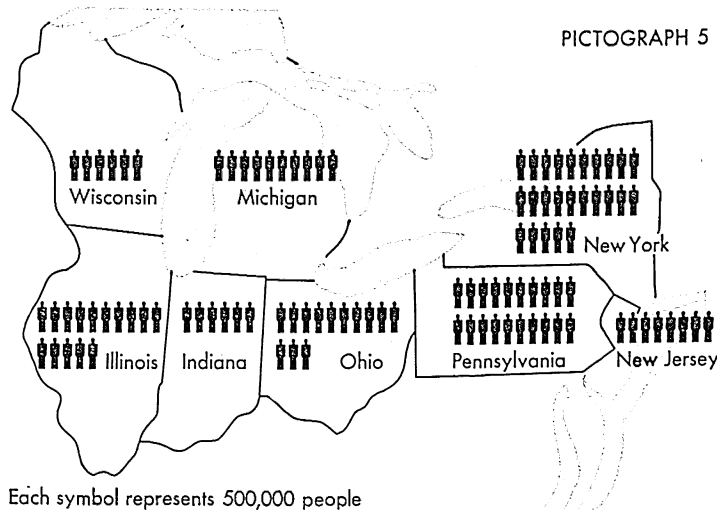 PICTOGRAPH 5
Wisconsin
Michigan
New York
Illinois
Indiana
Ohio
Pennsylvania
New Jersey
Each symbol represents 500,000 people